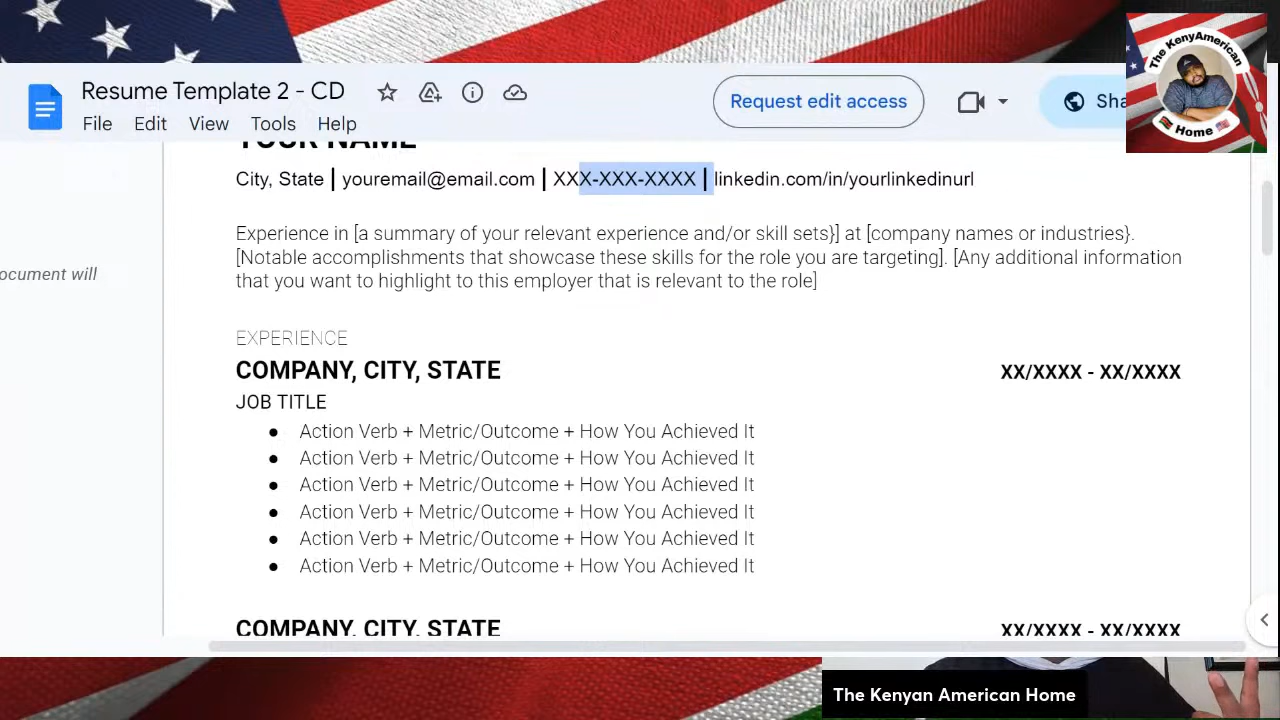 The KenyAmerican
Home
Resume Template 2 - CD
Request edit access
Sha
File Edit View Tools Help
YOUR NAME
City, State | youremail@email.com | XXX-XXX-XXXX | linkedin.com/in/yourlinkedinurl
Experience in [a summary of your relevant experience and/or skill sets}] at [company names or industries}.
[Notable accomplishments that showcase these skills for the role you are targeting]. [Any additional information
that you want to highlight to this employer that is relevant to the role]
ocument will
EXPERIENCE
COMPANY, CITY, STATE XX/XXXX - XX/XXXX
JOB TITLE
● Action Verb + Metric/Outcome + How You Achieved It
● Action Verb + Metric/Outcome + How You Achieved It
● Action Verb + Metric/Outcome + How You Achieved It
● Action Verb + Metric/Outcome + How You Achieved It
● Action Verb + Metric/Outcome + How You Achieved It
● Action Verb + Metric/Outcome + How You Achieved It
COMPANY, CITY, STATE XX/XXXX - XX/XXXX
The Kenyan American Home